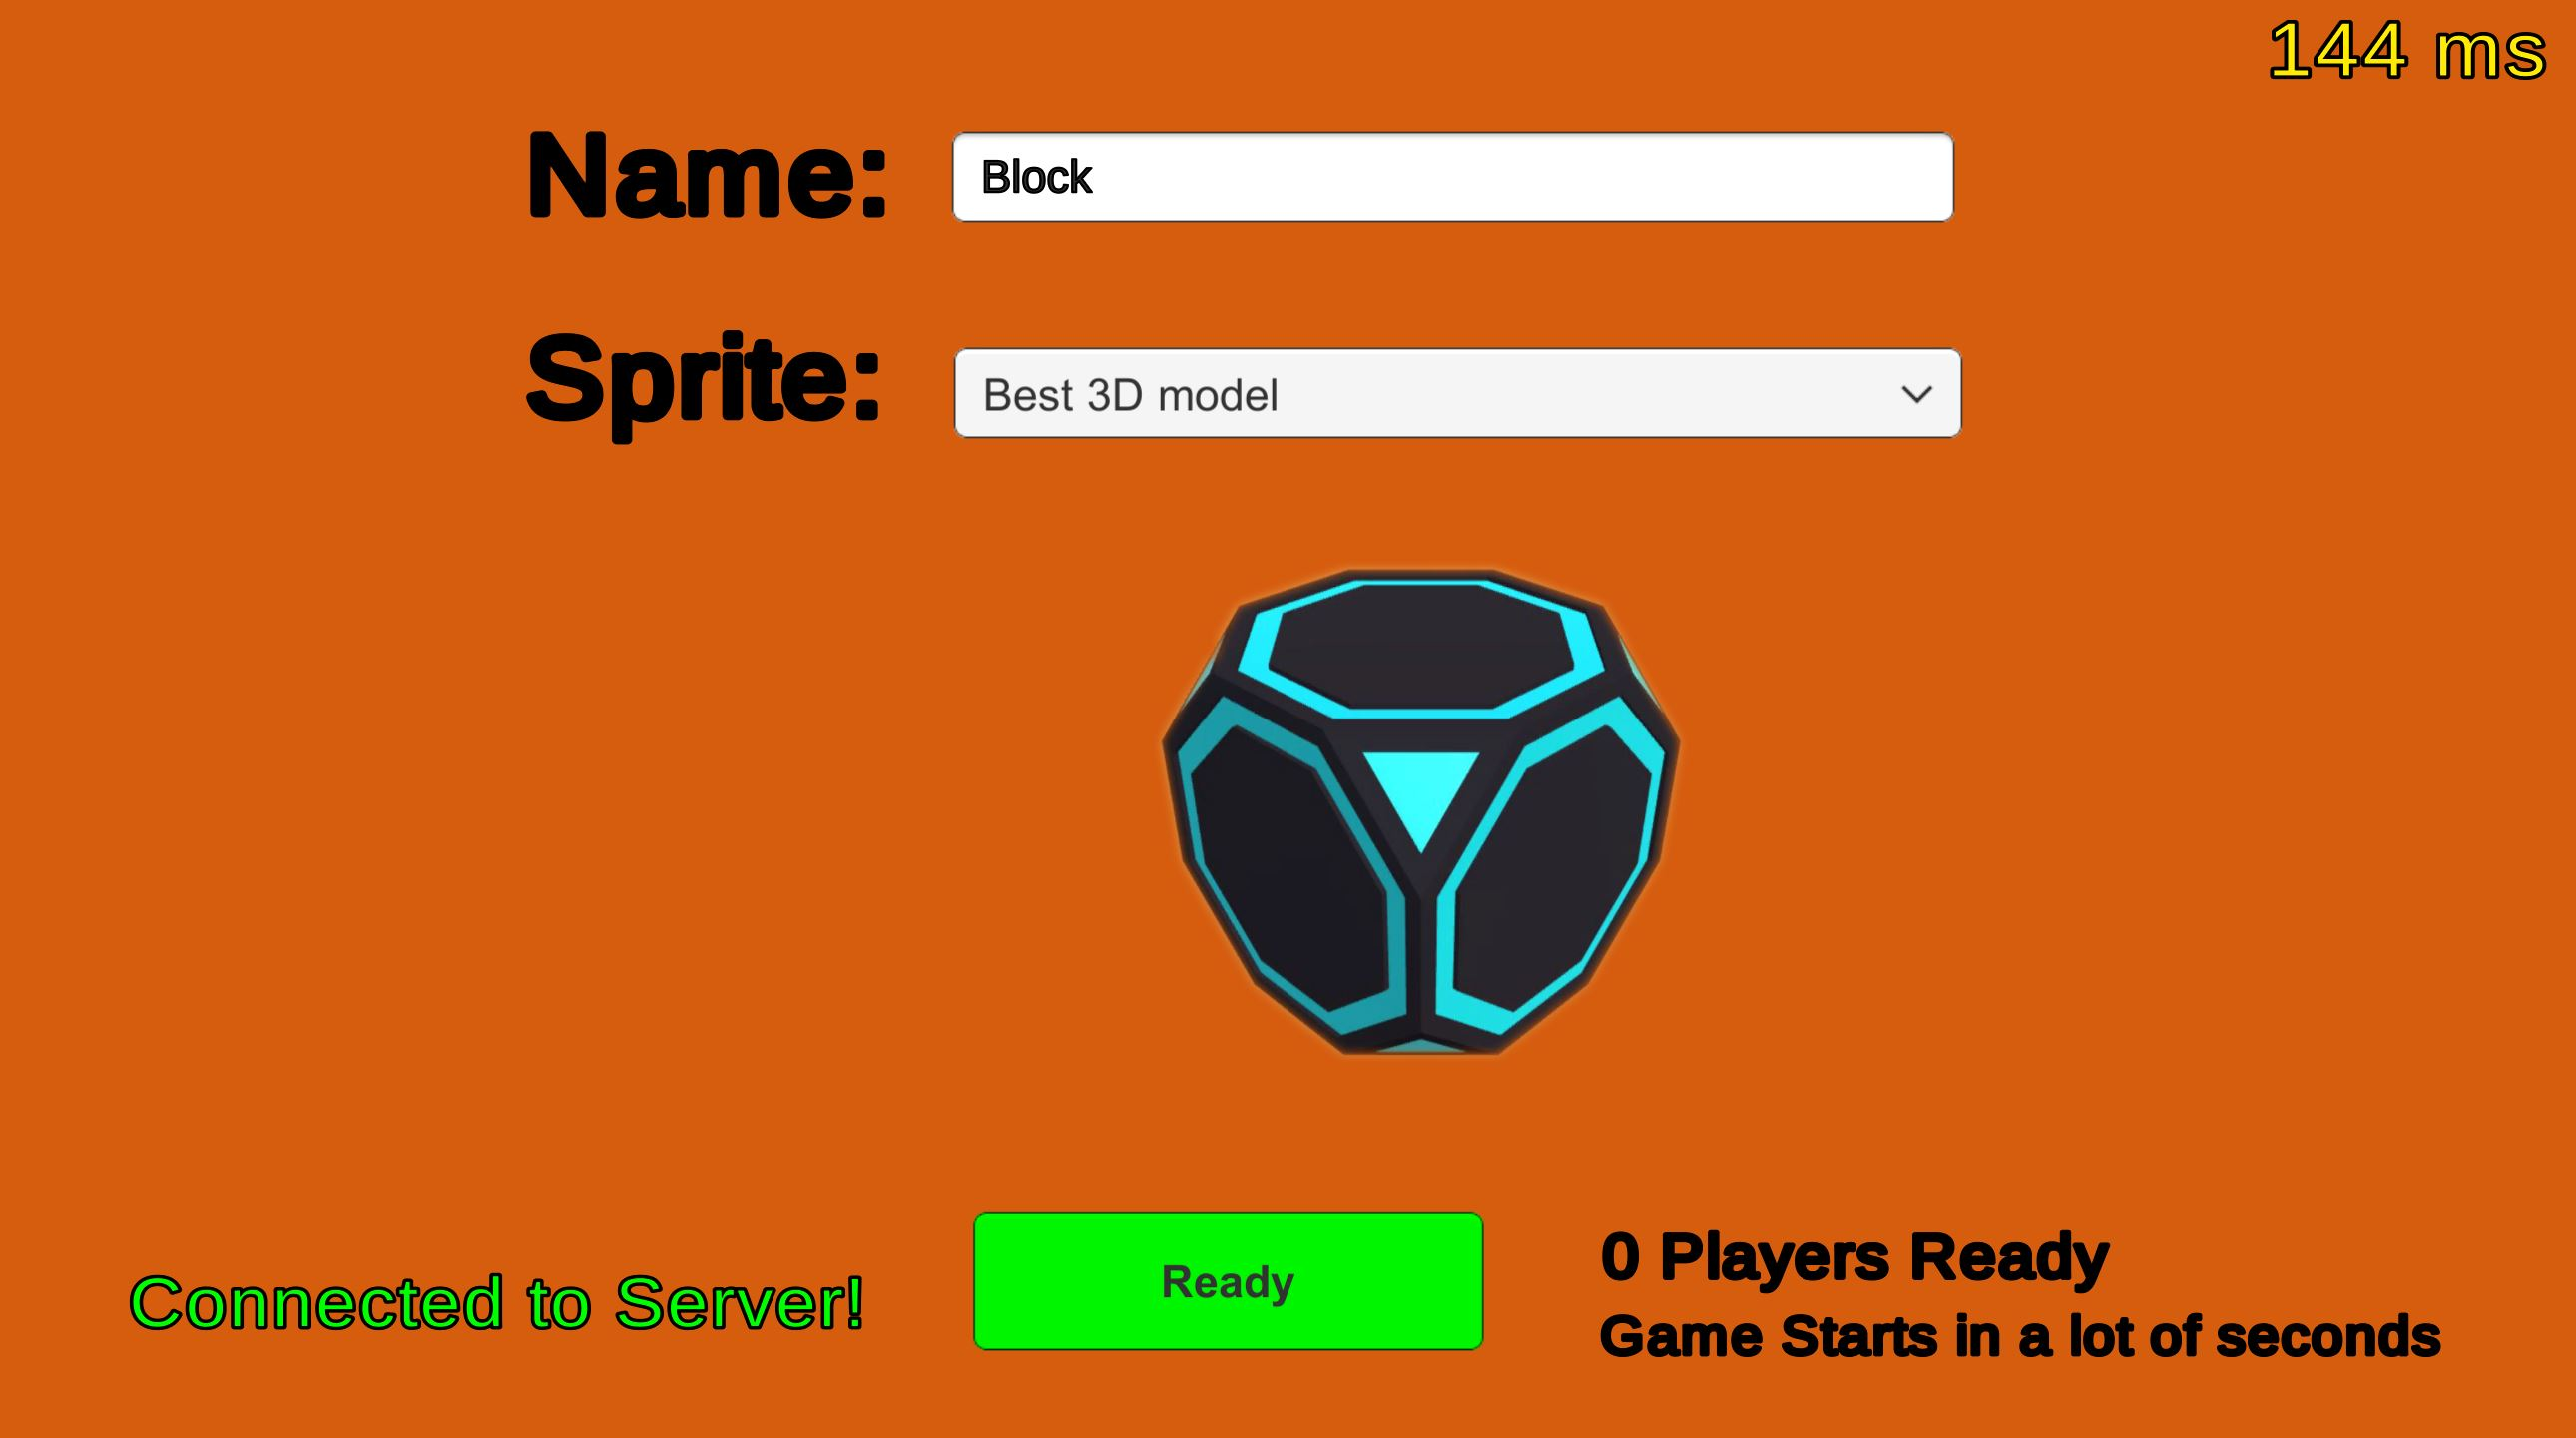 144 ms
Name: Block
Sprite: Best 3D model
Connected to Server!
Ready
0 Players Ready
Game Starts in a lot of seconds